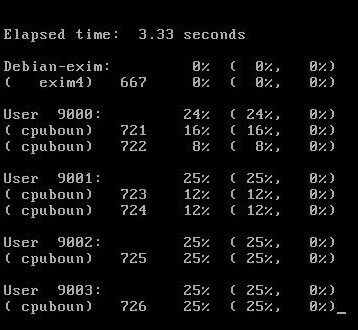 Elapsed time:  3.33 seconds
Debian-exim:          0%  (  0%,   0%)
(   exim4)   667      0%  (  0%,   0%)
User  9000:          24%  ( 24%,   0%)
( cpuboun)   721     16%  ( 16%,   0%)
( cpuboun)   722      8%  (  8%,   0%)
User  9001:          25%  ( 25%,   0%)
( cpuboun)   723     12%  ( 12%,   0%)
( cpuboun)   724     12%  ( 12%,   0%)
User  9002:          25%  ( 25%,   0%)
( cpuboun)   725     25%  ( 25%,   0%)
User  9003:          25%  ( 25%,   0%)
( cpuboun)   726     25%  ( 25%,   0%)_